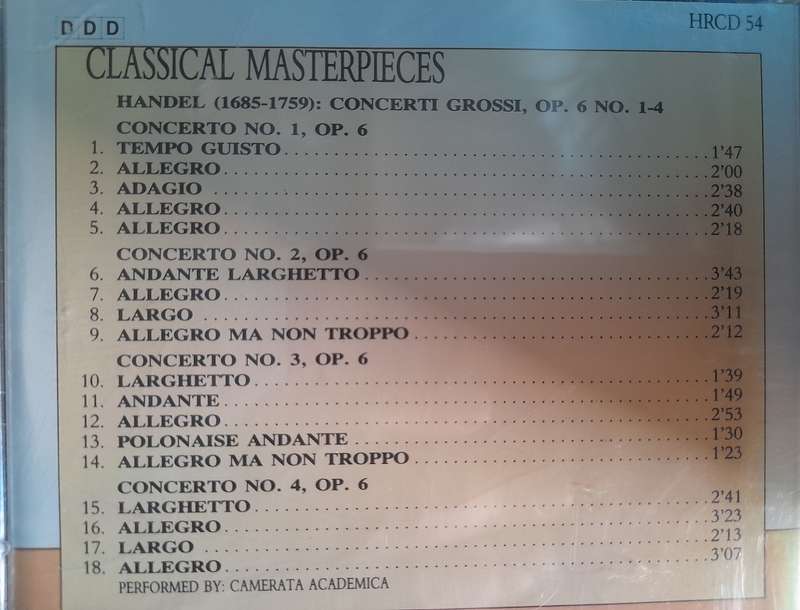 DDD
HRCD 54
CLASSICAL MASTERPIECES
HANDEL (1685-1759): CONCERTI GROSSI, OP. 6 NO. 1-4
CONCERTO NO. 1, OP. 6
1. TEMPO GUISTO 1'47
2. ALLEGRO 2'00
3. ADAGIO 2'38
4. ALLEGRO 2'40
5. ALLEGRO 2'18
CONCERTO NO. 2, OP. 6
6. ANDANTE LARGHETTO 3'43
7. ALLEGRO 2'19
8. LARGO 3'11
9. ALLEGRO MA NON TROPPO 2'12
CONCERTO NO. 3, OP. 6
10. LARGHETTO 1'39
11. ANDANTE 1'49
12. ALLEGRO 2'53
13. POLONAISE ANDANTE 1'30
14. ALLEGRO MA NON TROPPO 1'23
CONCERTO NO. 4, OP. 6
15. LARGHETTO 2'41
16. ALLEGRO 3'23
17. LARGO 2'13
18. ALLEGRO 3'07
PERFORMED BY: CAMERATA ACADEMICA